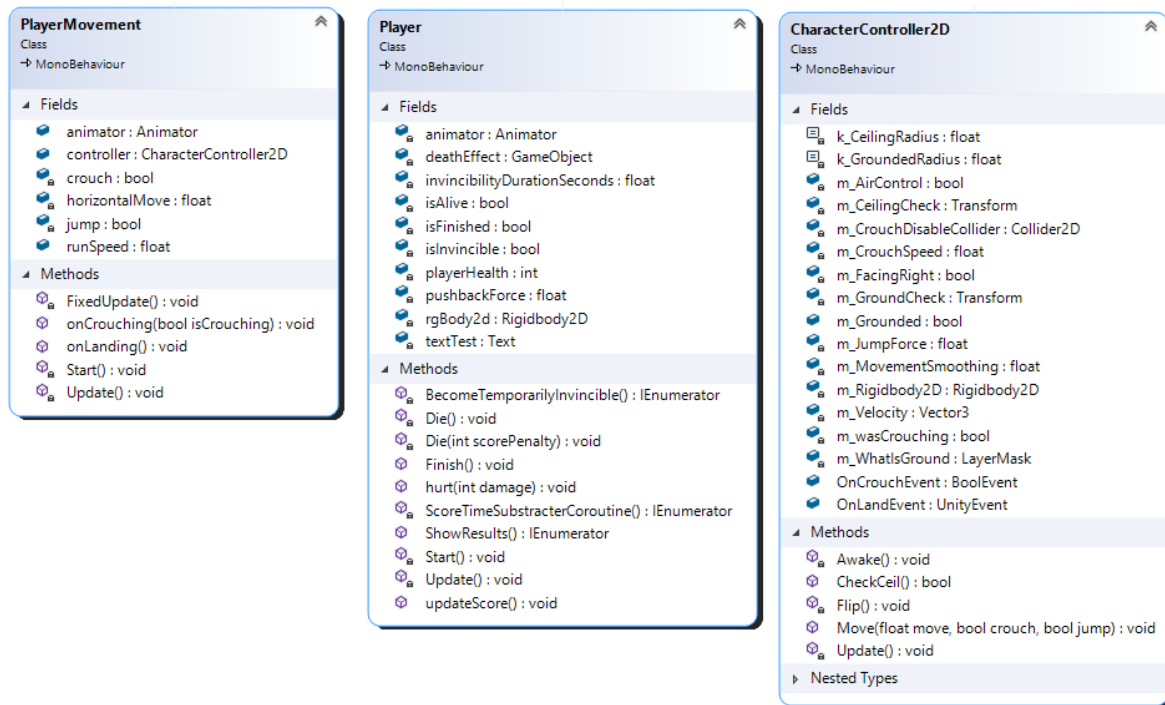 PlayerMovement
Class
MonoBehaviour
Fields
animator : Animator
controller : CharacterController2D
crouch : bool
horizontalMove : float
jump : bool
runSpeed : float
Methods
FixedUpdate() : void
onCrouching(bool isCrouching) : void
onLanding() : void
Start() : void
Update() : void
Player
Class
MonoBehaviour
Fields
animator : Animator
deathEffect : GameObject
invincibilityDurationSeconds : float
isAlive : bool
isFinished : bool
isInvincible : bool
playerHealth : int
pushbackForce : float
rgBody2d : Rigidbody2D
textTest : Text
Methods
BecomeTemporarilyInvincible() : IEnumerator
Die() : void
Die(int scorePenalty) : void
Finish() : void
hurt(int damage) : void
ScoreTimeSubstracterCoroutine() : IEnumerator
ShowResults() : IEnumerator
Start() : void
Update() : void
updateScore() : void
CharacterController2D
Class
MonoBehaviour
Fields
k_CeilingRadius : float
k_GroundedRadius : float
m_AirControl : bool
m_CeilingCheck : Transform
m_CrouchDisableCollider : Collider2D
m_CrouchSpeed : float
m_FacingRight : bool
m_GroundCheck : Transform
m_Grounded : bool
m_JumpForce : float
m_MovementSmoothing : float
m_Rigidbody2D : Rigidbody2D
m_Velocity : Vector3
m_wasCrouching : bool
m_WhatIsGround : LayerMask
OnCrouchEvent : BoolEvent
OnLandEvent : UnityEvent
Methods
Awake() : void
CheckCeil() : bool
Flip() : void
Move(float move, bool crouch, bool jump) : void
Update() : void
Nested Types